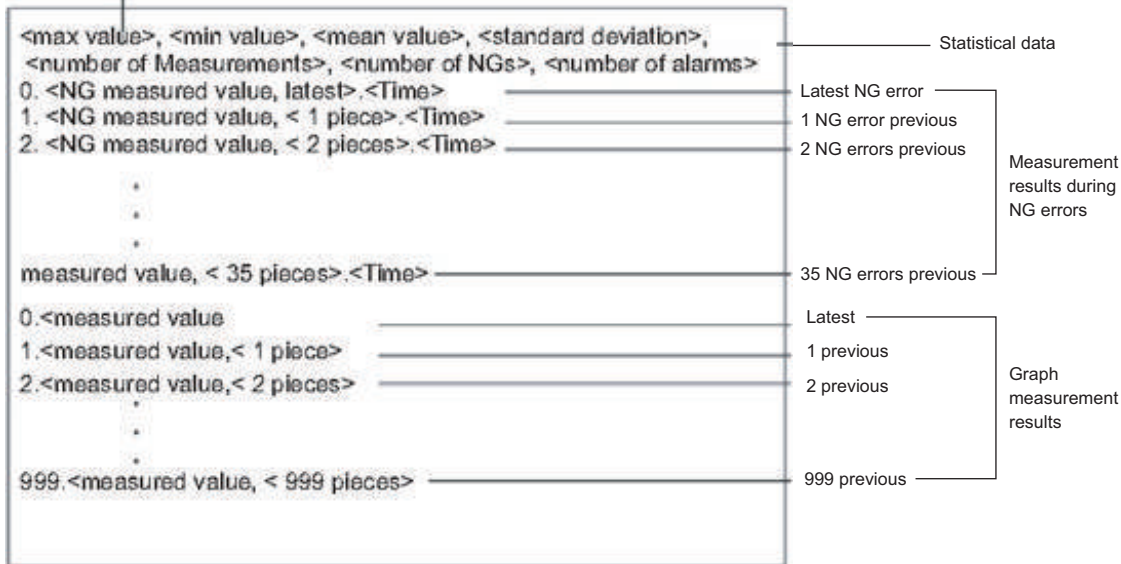 <max value>, <min value>, <mean value>, <standard deviation>,
<number of Measurements>, <number of NGs>, <number of alarms>
Statistical data
0. <NG measured value, latest>.<Time>
Latest NG error
1. <NG measured value, < 1 piece>.<Time>
1 NG error previous
2. <NG measured value, < 2 pieces>.<Time>
2 NG errors previous
Measurement
results during
NG errors
measured value, < 35 pieces>.<Time>
35 NG errors previous
0.<measured value
Latest
1.<measured value,< 1 piece>
1 previous
2.<measured value,< 2 pieces>
2 previous
Graph
measurement
results
999.<measured value, < 999 pieces>
999 previous